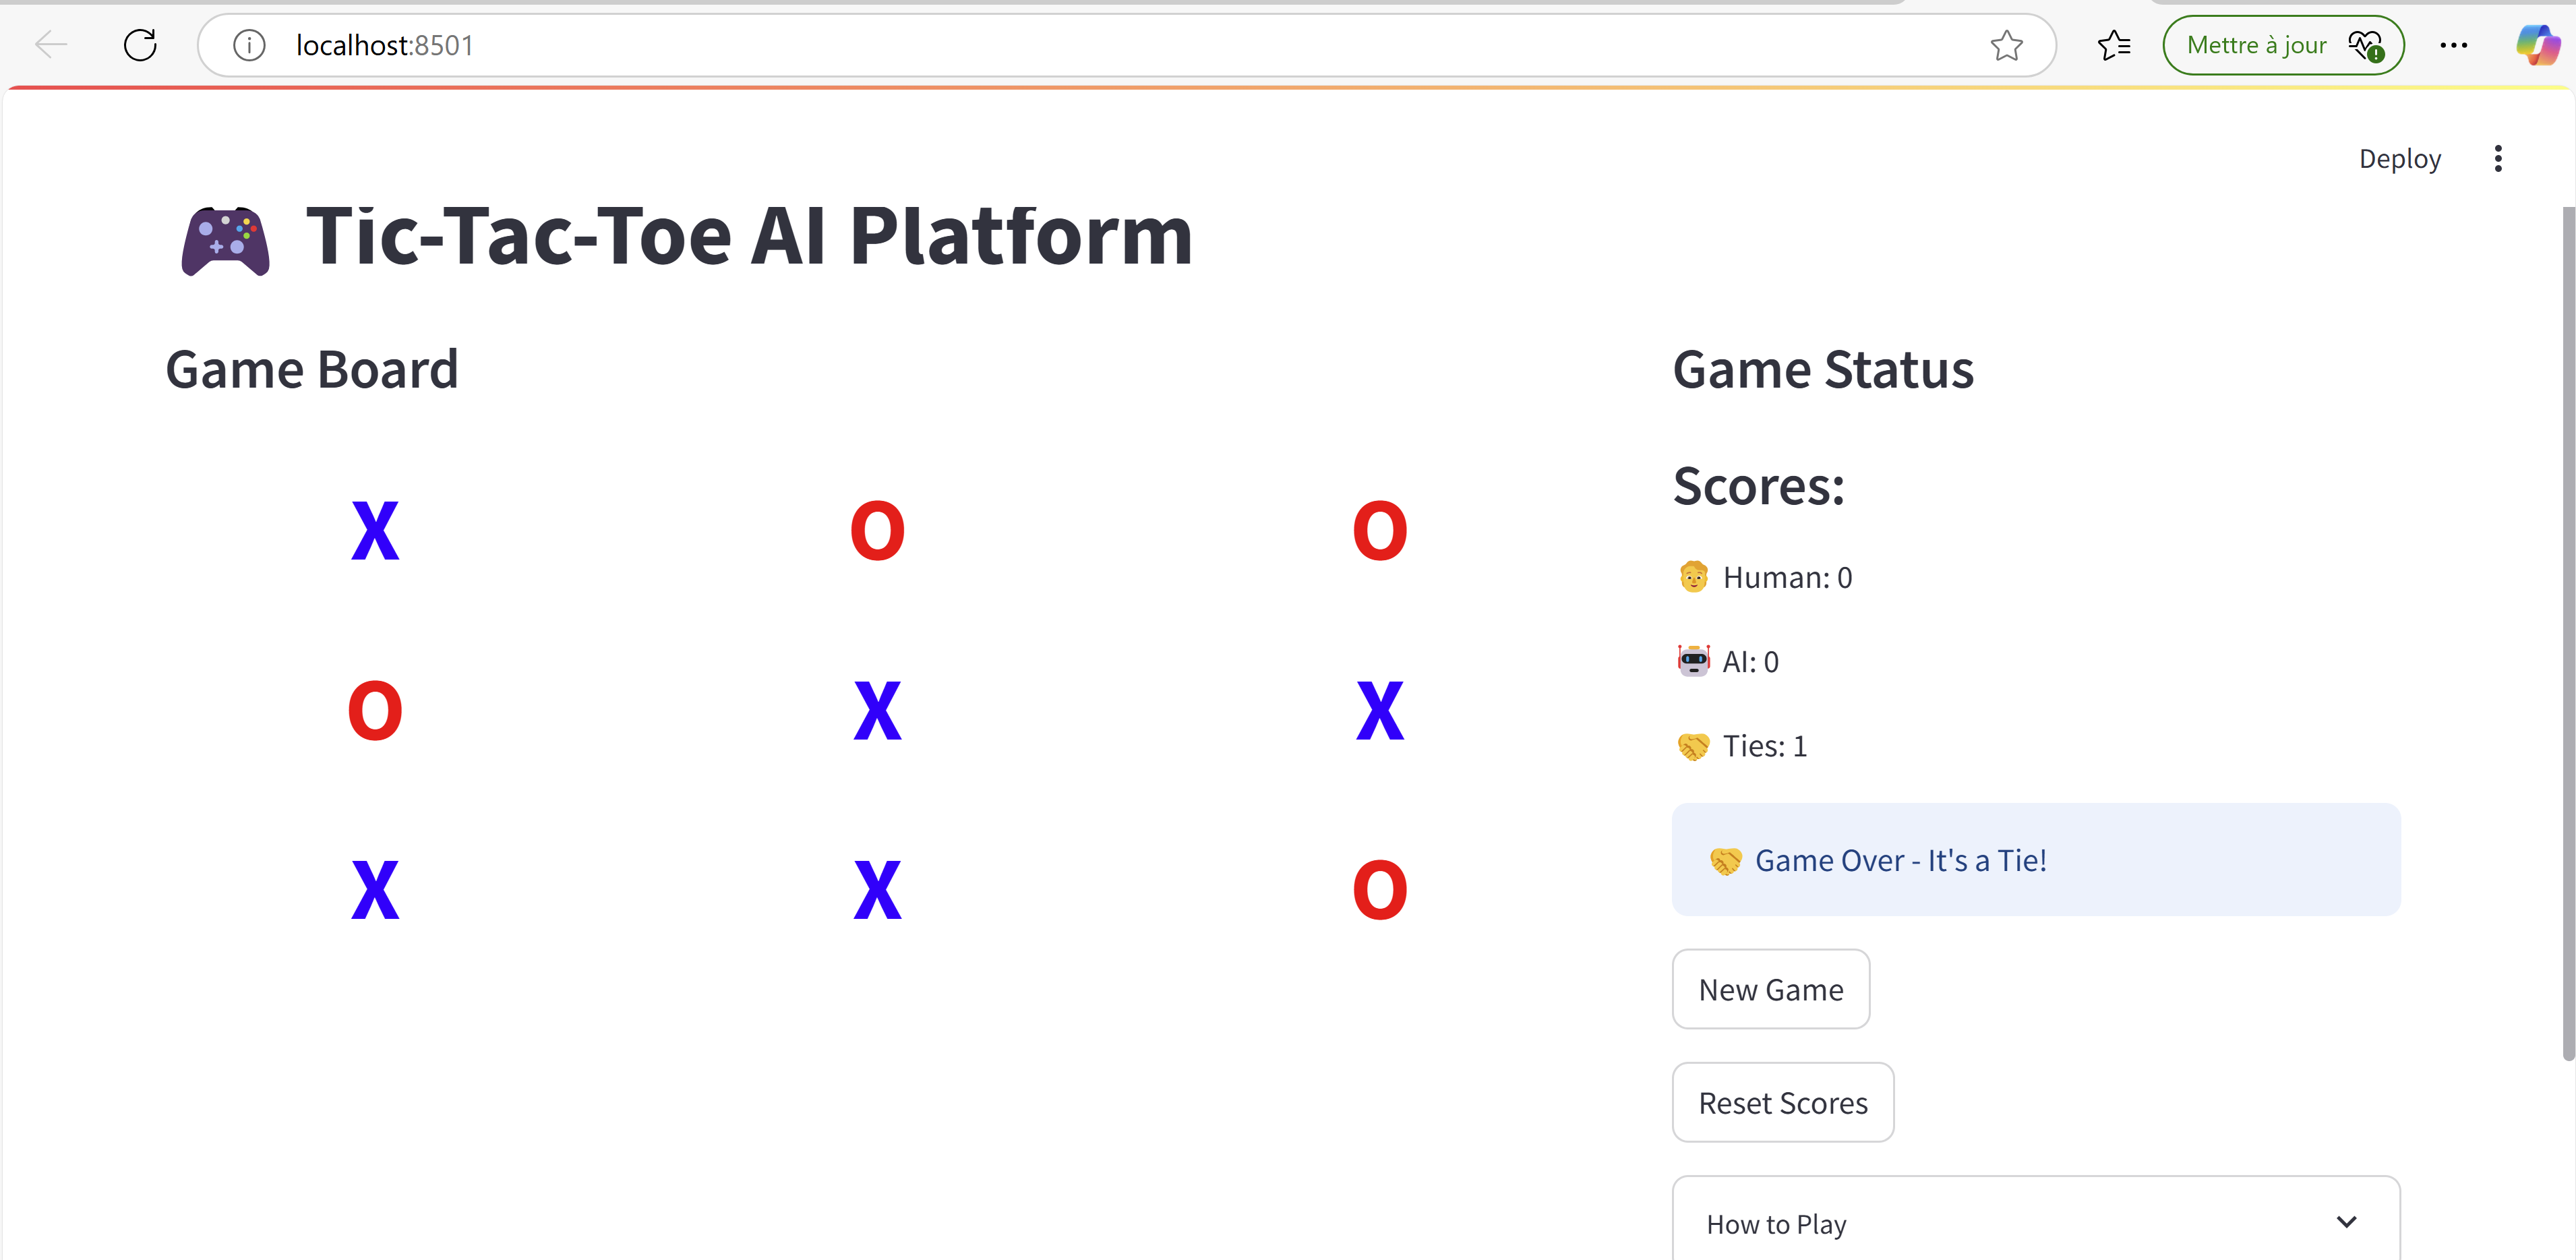 localhost:8501
Mettre à jour
Deploy
Tic-Tac-Toe AI Platform
Game Board
X O O
O X X
X X O
Game Status
Scores:
Human: 0
AI: 0
Ties: 1
Game Over - It's a Tie!
New Game
Reset Scores
How to Play